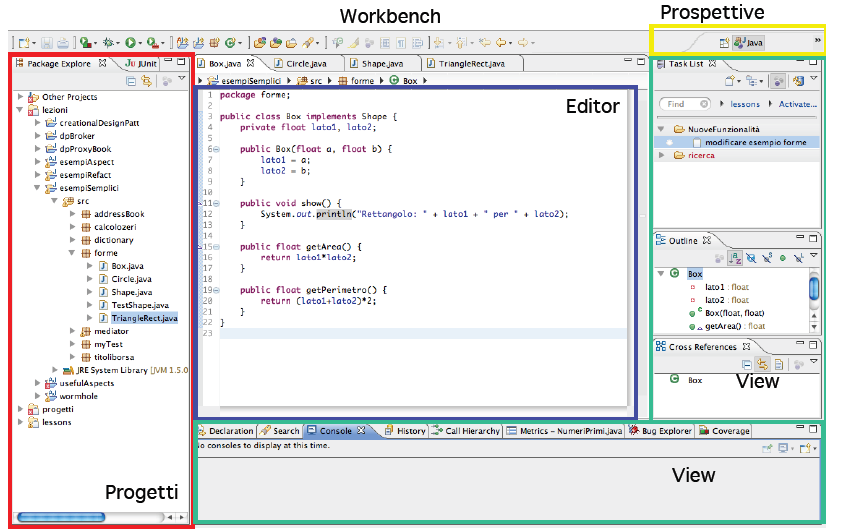 Workbench
Prospettive
Java
»
Package Explore
JUnit
Other Projects
lezioni
creationalDesignPatt
dpBroker
dpProxyBook
esempiAspect
esempiRefact
esempiSemplici
src
addressBook
calcolozeri
dictionary
forme
Box.java
Circle.java
Shape.java
TestShape.java
TriangleRect.java
mediator
myTest
titoliborsa
JRE System Library [JVM 1.5.0
usefulAspects
wormhole
progetti
lessons
Progetti
Box.java
Circle.java
Shape.java
TriangleRect.java
esempiSemplici
src
forme
Box
Editor
1 package forme;
2
3 public class Box implements Shape {
4 private float lato1, lato2;
5
6 public Box(float a, float b) {
7 lato1 = a;
8 lato2 = b;
9 }
10
11 public void show() {
12 System.out.println("Rettangolo: " + lato1 + " per " + lato2);
13 }
14
15 public float getArea() {
16 return lato1*lato2;
17 }
18
19 public float getPerimetro() {
20 return (lato1+lato2)*2;
21 }
22 }
23
Task List
Find
lessons
Activate...
NuoveFunzionalità
modificare esempio forme
ricerca
Outline
Box
lato1 : float
lato2 : float
Box(float, float)
getArea() : float
Cross References
Box
View
Declaration
Search
Console
History
Call Hierarchy
Metrics - NumeriPrimi.java
Bug Explorer
Coverage
No consoles to display at this time.
View